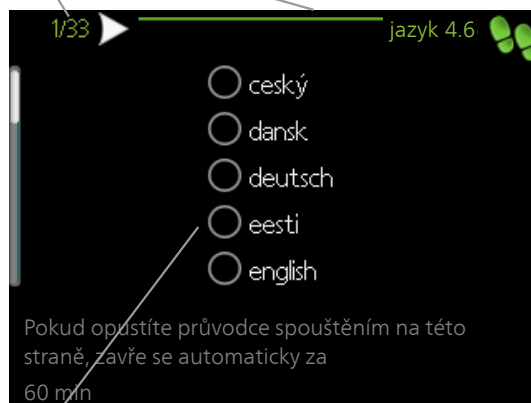 1/33
jazyk 4.6
ceský
dansk
deutsch
eesti
english
Pokud opustíte průvodce spouštěním na této
straně, zavře se automaticky za
60 min